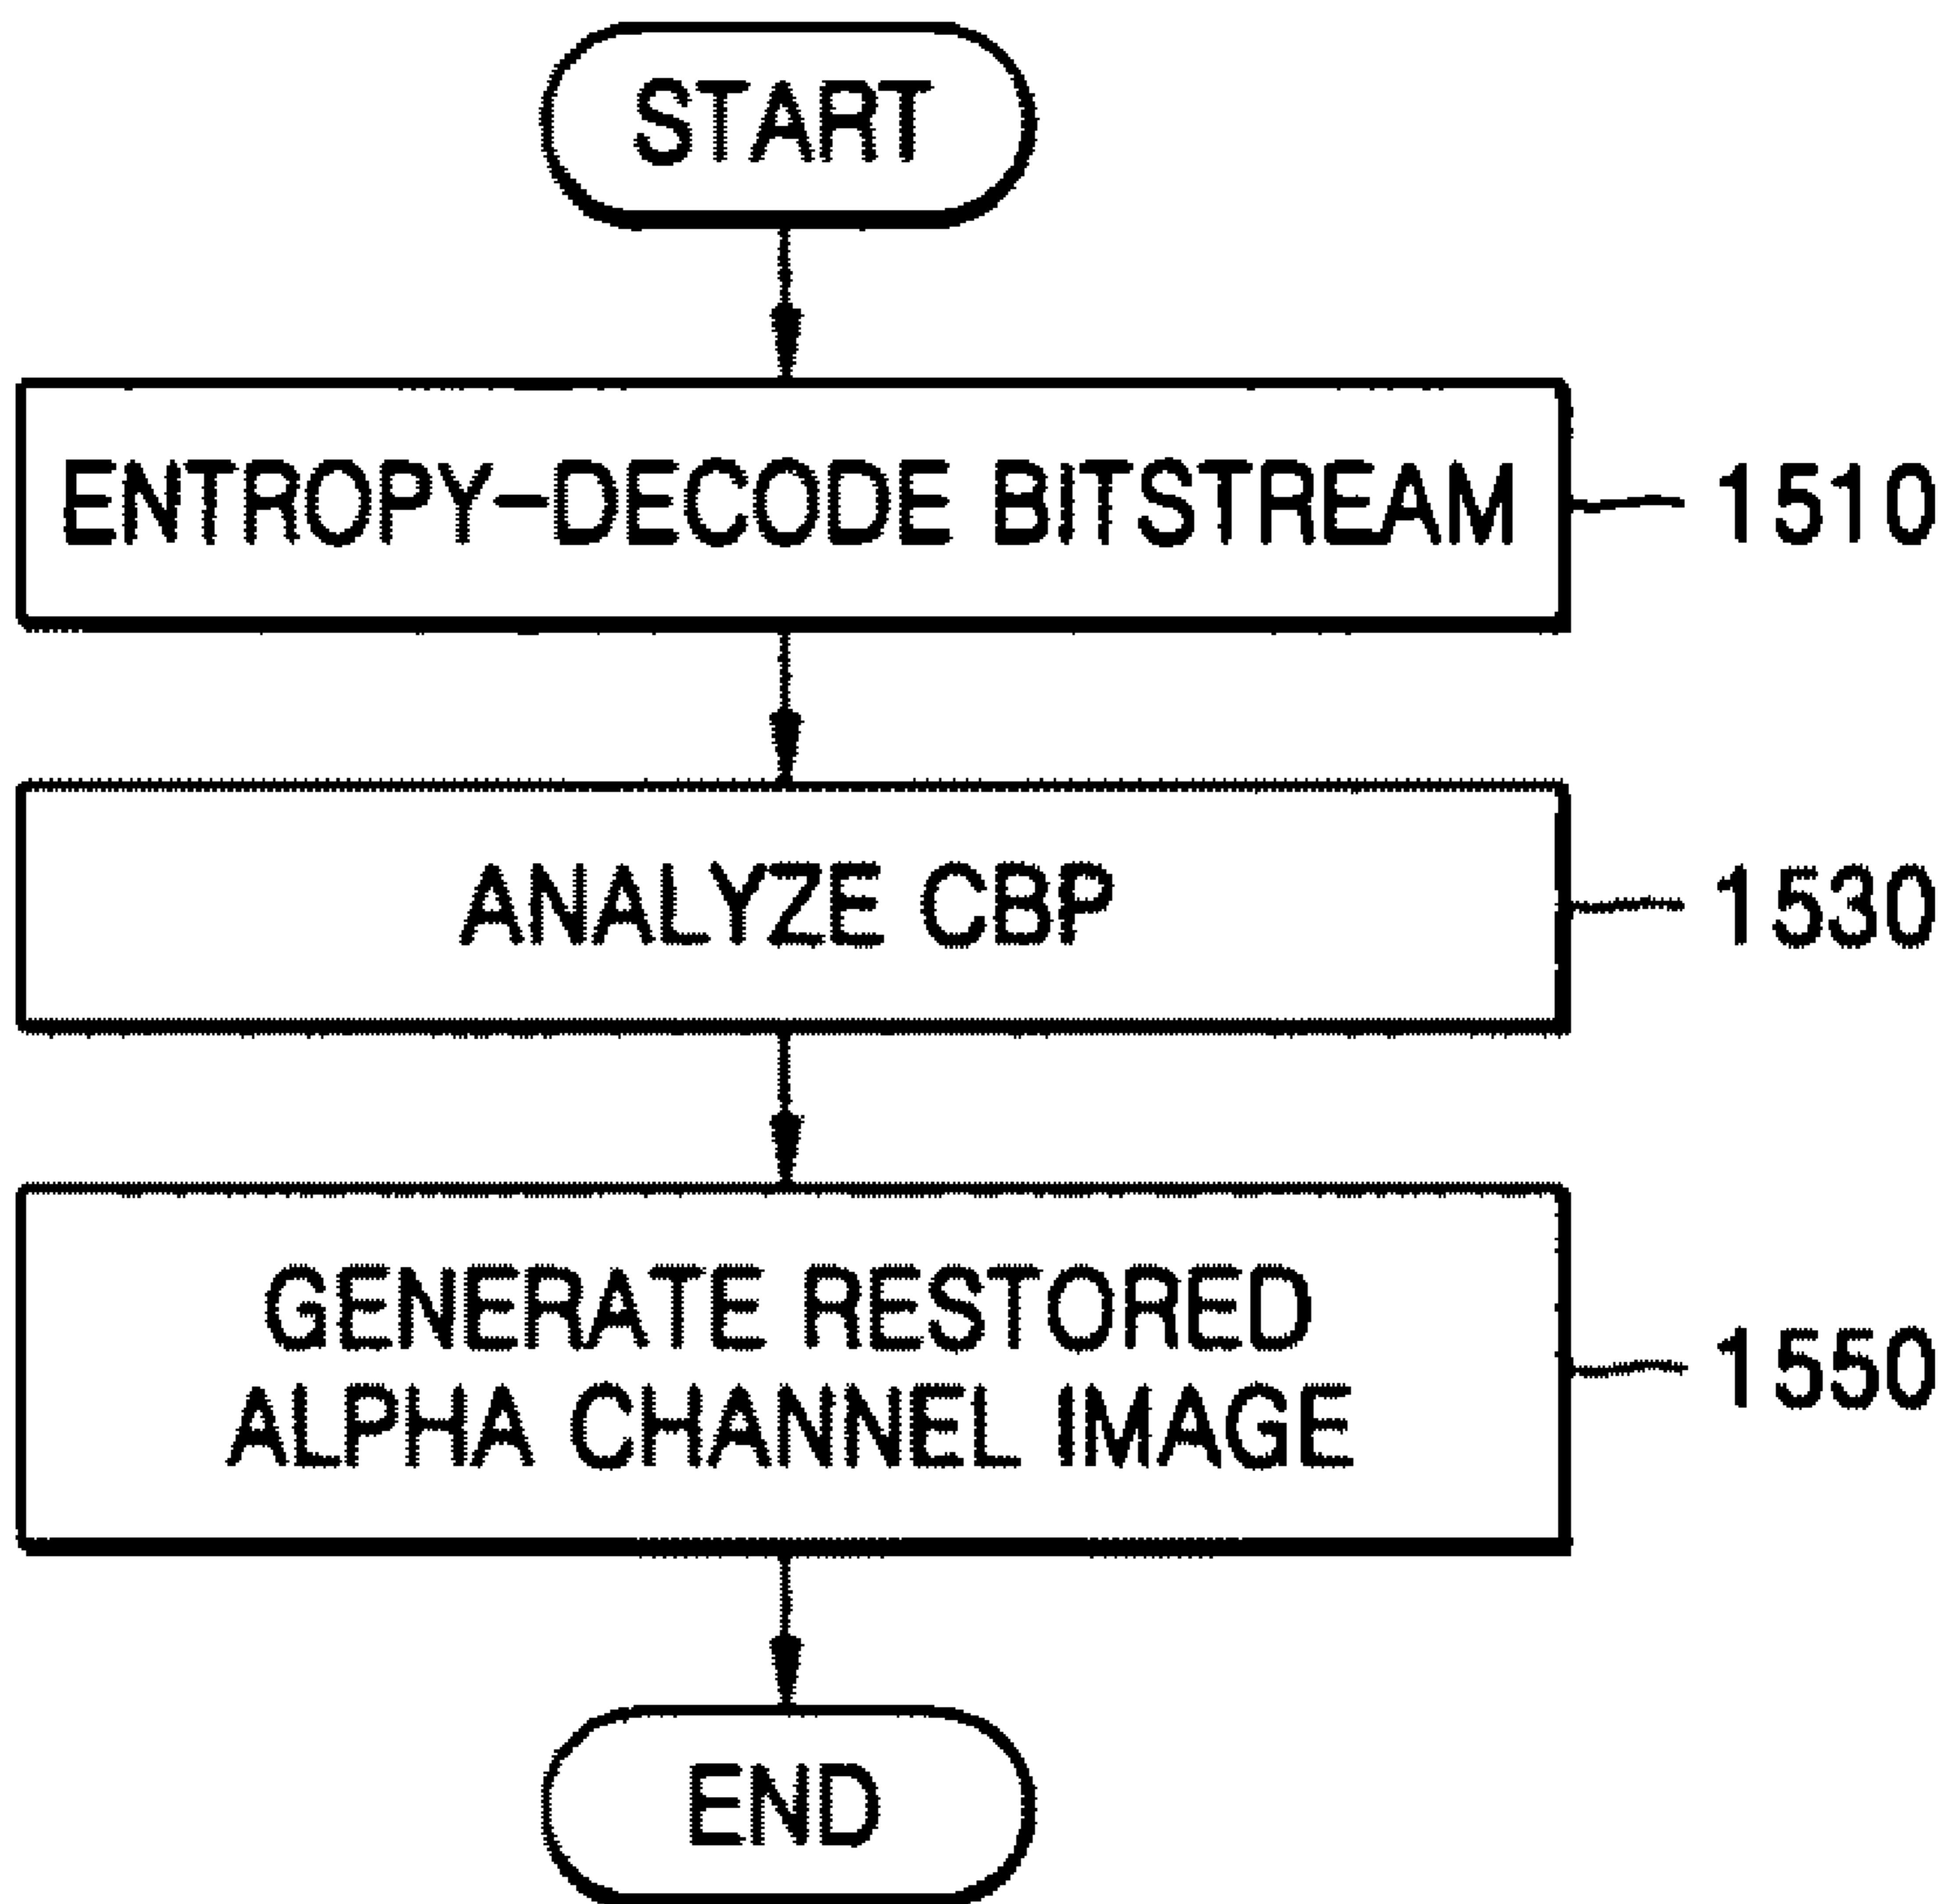 START
ENTROPY-DECODE BITSTREAM
1510
ANALYZE CBP
1530
GENERATE RESTORED
ALPHA CHANNEL IMAGE
1550
END